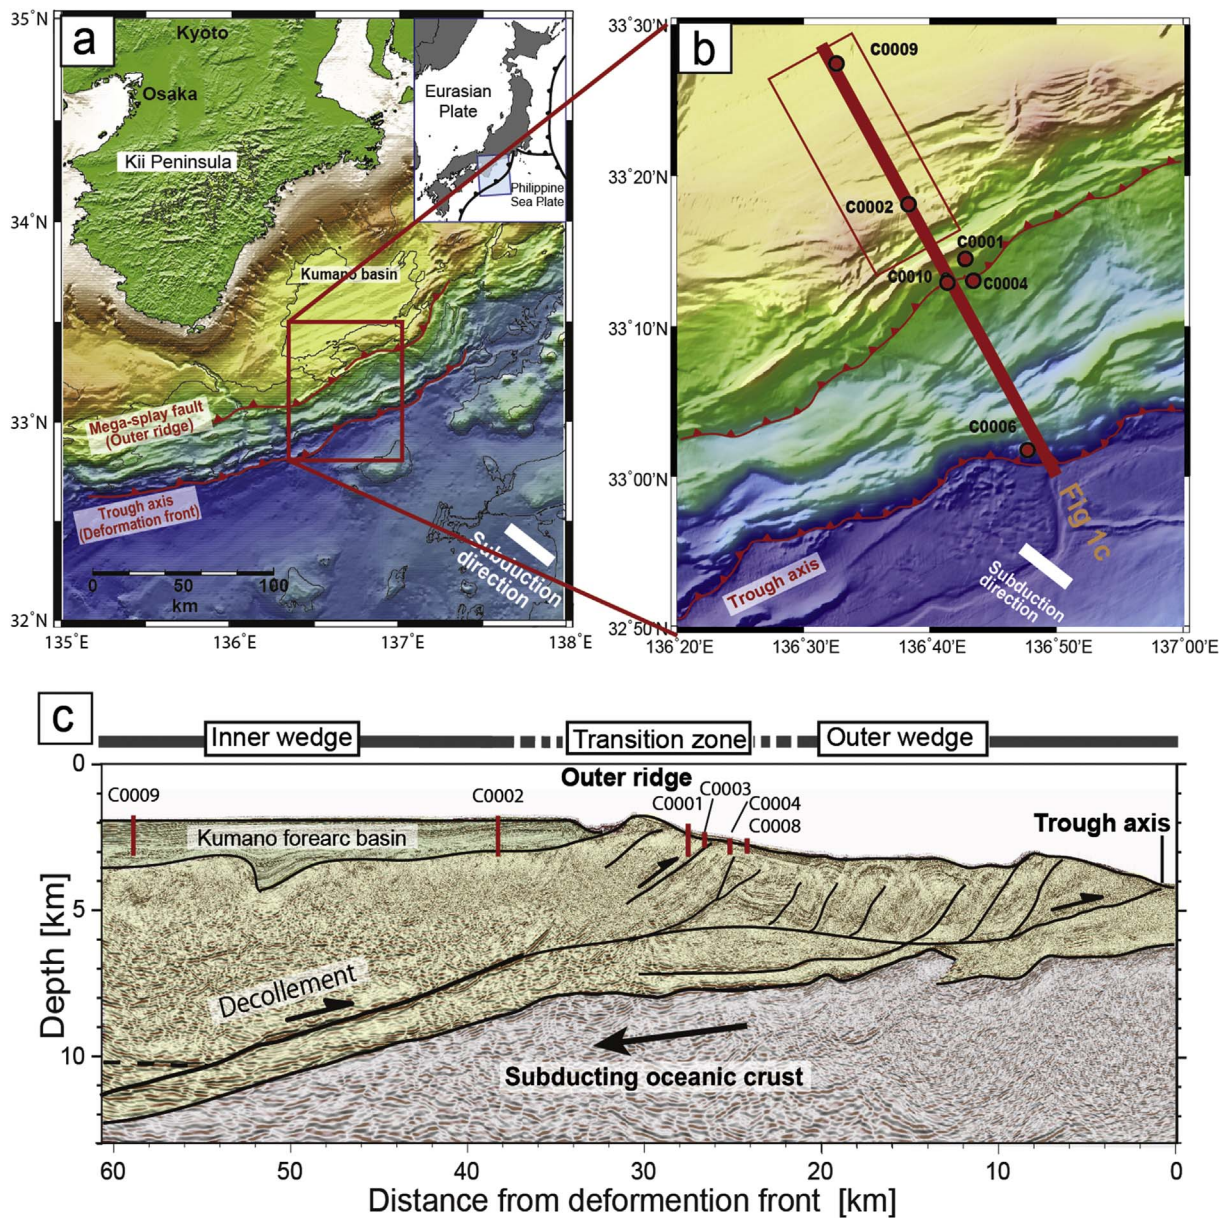 a
35°N
34°N
33°N
32°N
135°E
136°E
137°E
138°E
Kyoto
Osaka
Kii Peninsula
Kumano basin
Mega-splay fault
(Outer ridge)
Trough axis
(Deformation front)
0
50
100
km
Subduction
direction
Eurasian
Plate
Philippine
Sea Plate
b
33°30'N
33°20'N
33°10'N
33°00'N
32°50'N
136°20'E
136°30'E
136°40'E
136°50'E
137°00'E
C0009
C0002
C0001
C0010
C0004
C0006
Fig 1c
Trough axis
Subduction
direction
c
Inner wedge
Transition zone
Outer wedge
0
5
10
Depth [km]
Outer ridge
C0009
C0002
C0001
C0003
C0004
C0008
Trough axis
Kumano forearc basin
Decollement
Subducting oceanic crust
60
50
40
30
20
10
0
Distance from deformention front [km]